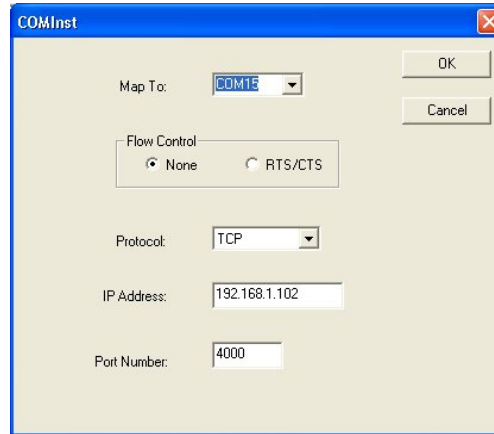 COMInst
Map To: COM15
OK
Cancel
Flow Control
None RTS/CTS
Protocol: TCP
IP Address: 192.168.1.102
Port Number: 4000